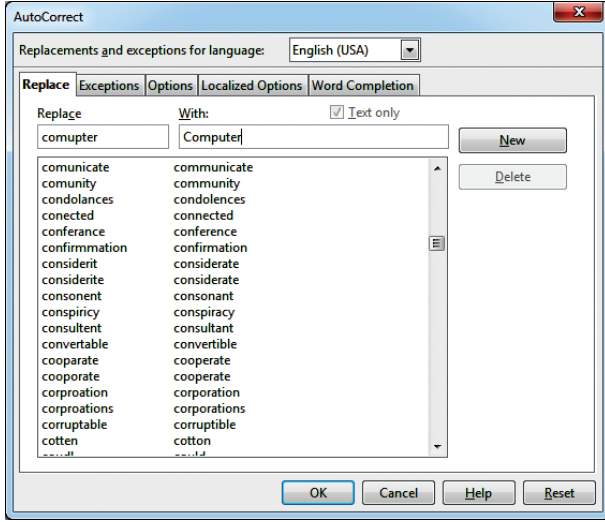 AutoCorrect
Replacements and exceptions for language: English (USA)
Replace Exceptions Options Localized Options Word Completion
Replace With: Text only
comupter Computer New
Delete
comunicate communicate
comunity community
condolances condolences
conected connected
conferance conference
confirmmation confirmation
considerit considerate
considerite considerate
consonent consonant
conspiricy conspiracy
consultent consultant
convertable convertible
cooparate cooperate
cooporate cooperate
corproation corporation
corproations corporations
corruptable corruptible
cotten cotton
OK Cancel Help Reset